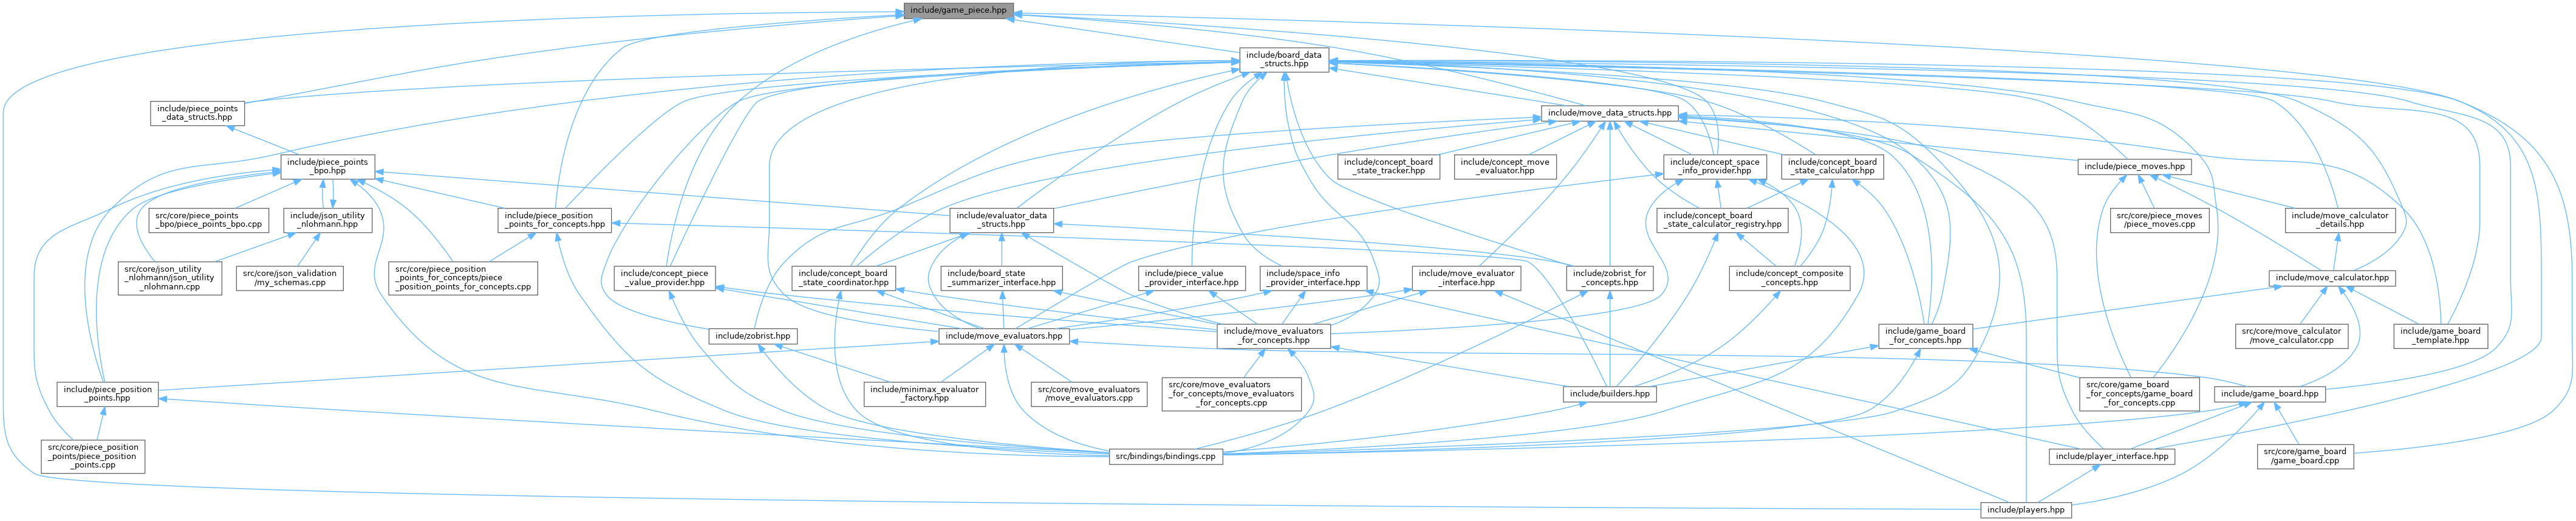 include/game_piece.hpp
include/board_data
_structs.hpp
include/piece_points
_data_structs.hpp
include/move_data_structs.hpp
include/piece_points
_bpo.hpp
include/concept_board
_state_tracker.hpp
include/concept_move
_evaluator.hpp
include/concept_space
_info_provider.hpp
include/concept_board
_state_calculator.hpp
include/piece_moves.hpp
src/core/piece_points
_bpo/piece_points_bpo.cpp
include/json_utility
_nlohmann.hpp
include/piece_position
_points_for_concepts.hpp
include/evaluator_data
_structs.hpp
include/concept_board
_state_calculator_registry.hpp
src/core/piece_moves
/piece_moves.cpp
include/move_calculator
_details.hpp
src/core/json_utility
_nlohmann/json_utility
_nlohmann.cpp
src/core/json_validation
/my_schemas.cpp
src/core/piece_position
_points_for_concepts/piece
_position_points_for_concepts.cpp
include/concept_piece
_value_provider.hpp
include/concept_board
_state_coordinator.hpp
include/board_state
_summarizer_interface.hpp
include/piece_value
_provider_interface.hpp
include/space_info
_provider_interface.hpp
include/move_evaluator
_interface.hpp
include/zobrist_for
_concepts.hpp
include/concept_composite
_concepts.hpp
include/move_calculator.hpp
include/zobrist.hpp
include/move_evaluators.hpp
include/move_evaluators
_for_concepts.hpp
include/game_board
_for_concepts.hpp
src/core/move_calculator
/move_calculator.cpp
include/game_board
_template.hpp
include/piece_position
_points.hpp
include/minimax_evaluator
_factory.hpp
src/core/move_evaluators
/move_evaluators.cpp
src/core/move_evaluators
_for_concepts/move_evaluators
_for_concepts.cpp
include/builders.hpp
src/core/game_board
_for_concepts/game_board
_for_concepts.cpp
include/game_board.hpp
src/core/piece_position
_points/piece_position
_points.cpp
src/bindings/bindings.cpp
include/player_interface.hpp
src/core/game_board
/game_board.cpp
include/players.hpp